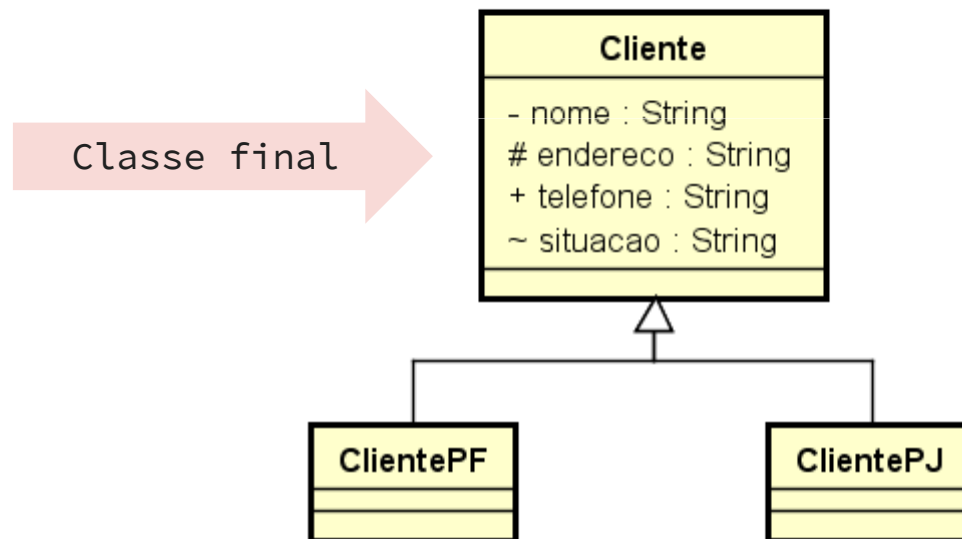 Cliente
- nome : String
# endereco : String
+ telefone : String
~ situacao : String
Classe final
ClientePF
ClientePJ